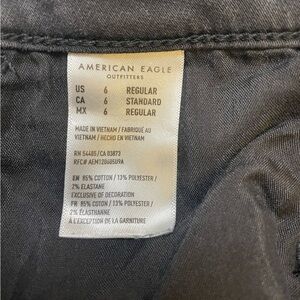 AMERICAN EAGLE
OUTFITTERS
US 6 REGULAR
CA 6 STANDARD
MX 6 REGULAR
MADE IN VIETNAM / FABRIQUÉ AU
VIETNAM / HECHO EN VIETNAM
RN 54485/CA 03873
RFC# AEM120605U9A
EN 85% COTTON / 13% POLYESTER /
2% ELASTANE
EXCLUSIVE OF DECORATION
FR 85% COTON / 13% POLYESTER /
2% ÉLASTHANNE
À L'EXCEPTION DE LA GARNITURE